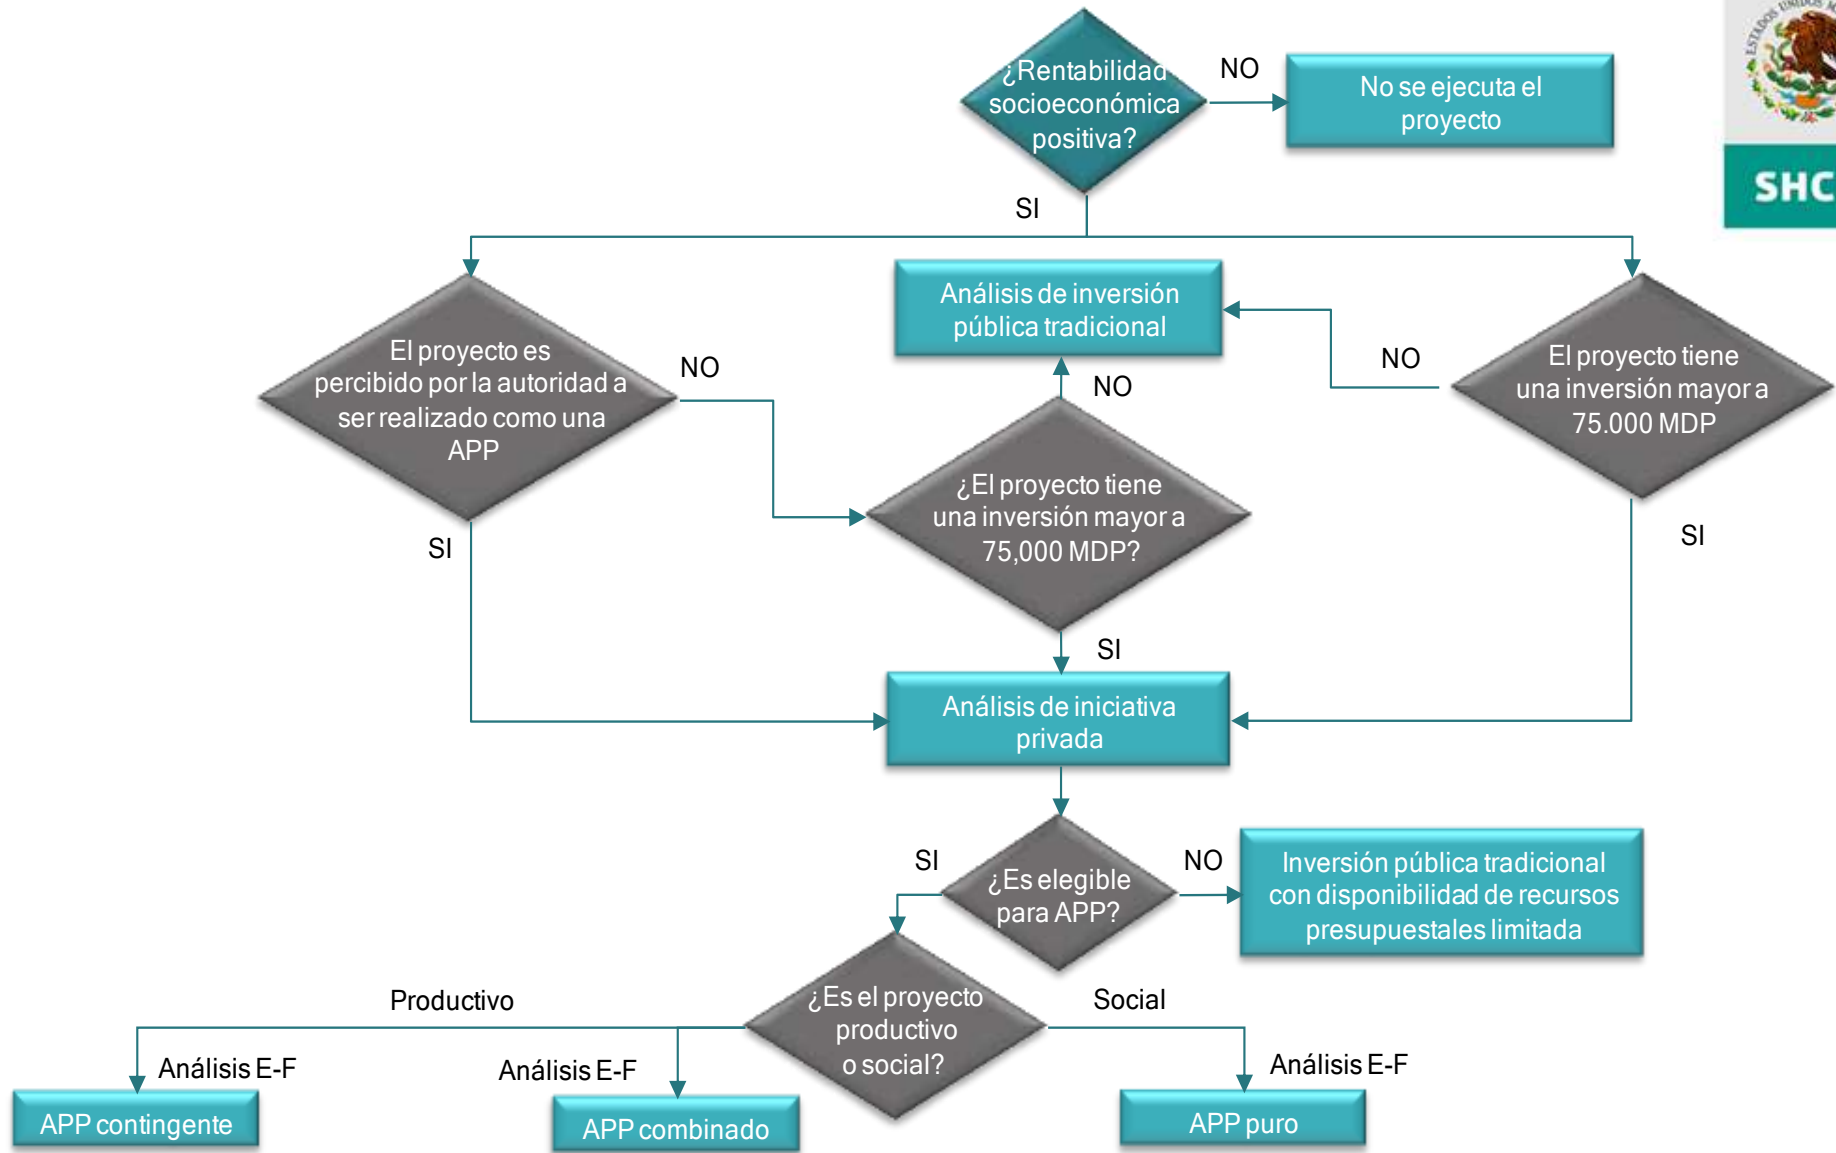 ¿Rentabilidad
socioeconómica
positiva?
NO
No se ejecuta el
proyecto
ESTADOS UNIDOS M
SHC
SI
El proyecto es
percibido por la autoridad a
ser realizado como una
APP
NO
Análisis de inversión
pública tradicional
NO
NO
El proyecto tiene
una inversión mayor a
75.000 MDP
¿El proyecto tiene
una inversión mayor a
75,000 MDP?
SI
SI
SI
Análisis de iniciativa
privada
SI
¿Es elegible
para APP?
NO
Inversión pública tradicional
con disponibilidad de recursos
presupuestales limitada
Productivo
¿Es el proyecto
productivo
o social?
Social
Análisis E-F
Análisis E-F
Análisis E-F
APP contingente
APP combinado
APP puro